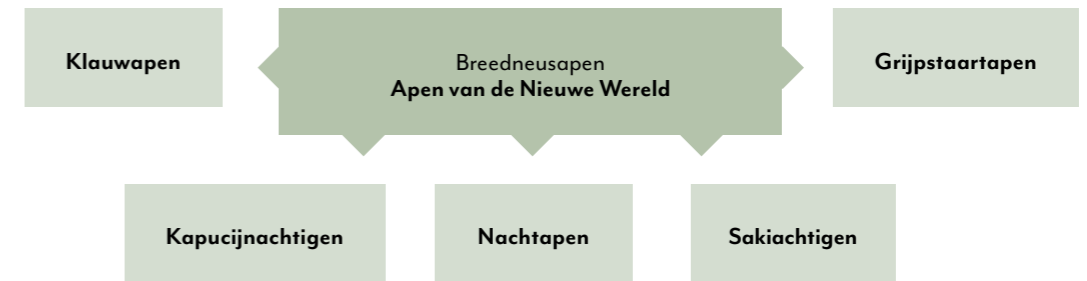 Klauwapen
Breedneusapen
Apen van de Nieuwe Wereld
Grijpstaartapen
Kapucijnachtigen
Nachtapen
Sakiachtigen